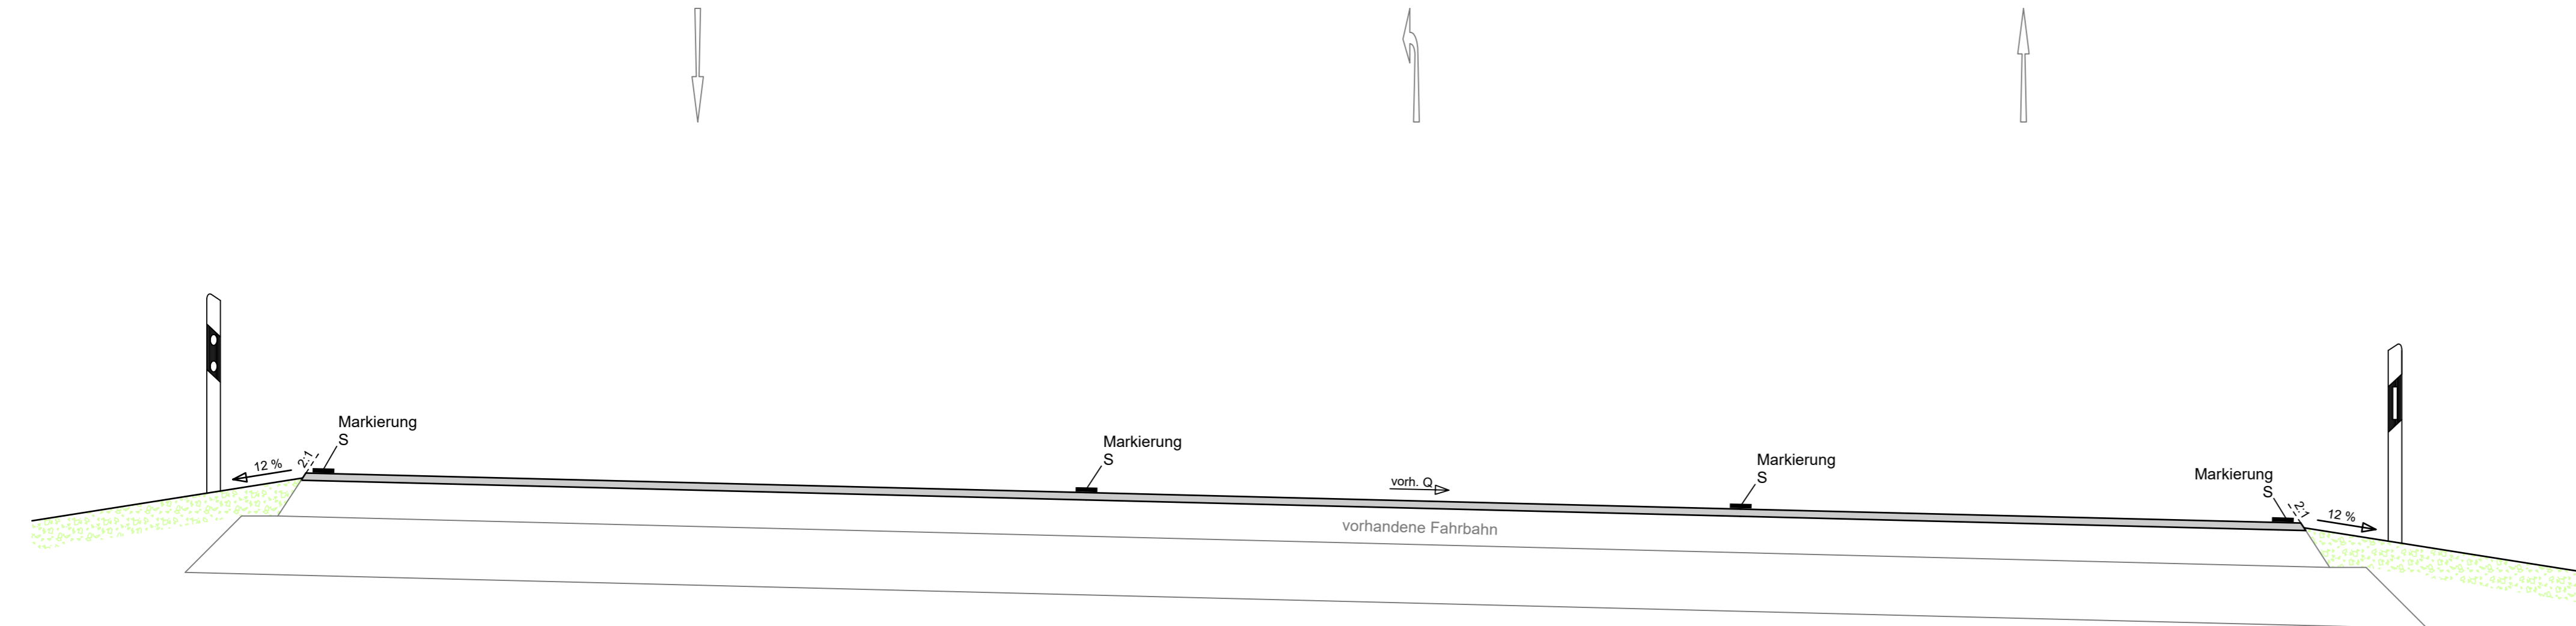 Markierung
S
12 %
2:1
Markierung
S
vorh. Q
vorhandene Fahrbahn
Markierung
S
Markierung
S
2:1
12 %